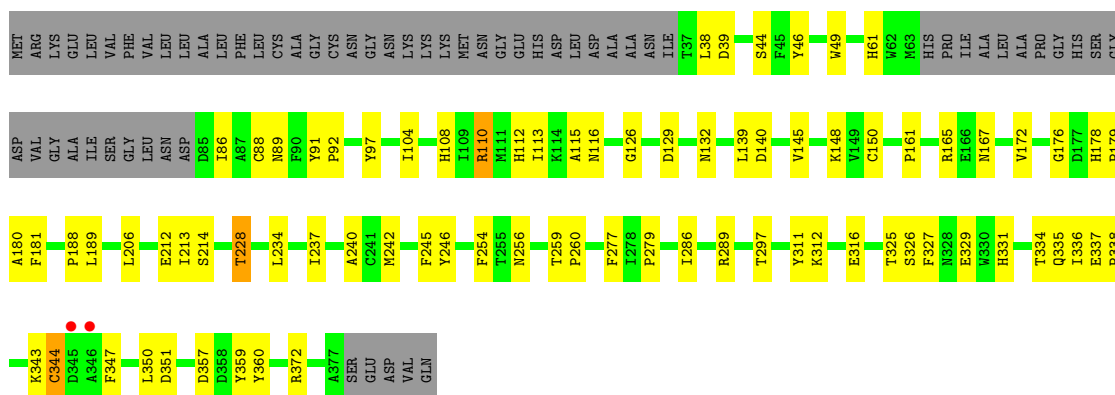 MET ARG LYS GLU LEU VAL PHE VAL LEU LEU ALA LEU PHE LEU CYS ALA GLY CYS ASN GLY ASN LYS LYS LYS MET ASN GLY GLU HIS ASP LEU ASP ALA ALA ASN ILE T37 L38 D39 S44 F45 Y46 W49 H61 W62 M63 HIS PRO ILE ALA LEU ALA PRO GLY HIS SER GLY
ASP VAL GLY ALA ILE SER GLY LEU ASN ASP D85 I86 A87 C88 N89 F90 Y91 P92 Y97 I104 H108 I109 R110 M111 H112 I113 K114 A115 N116 G126 D129 N132 L139 D140 V145 K148 V149 C150 P161 R165 E166 N167 V172 G176 D177 H178
A180 F181 P188 L189 L206 E212 I213 S214 T228 L234 I237 A240 C241 M242 F245 Y246 F254 T255 N256 T259 P260 F277 I278 P279 I286 R289 T297 Y311 K312 E316 T325 S326 F327 N328 E329 W330 H331 T334 Q335 I336 E337
K343 C344 D345 A346 F347 L350 D351 D357 D358 Y359 Y360 R372 A377 SER GLU ASP VAL GLN